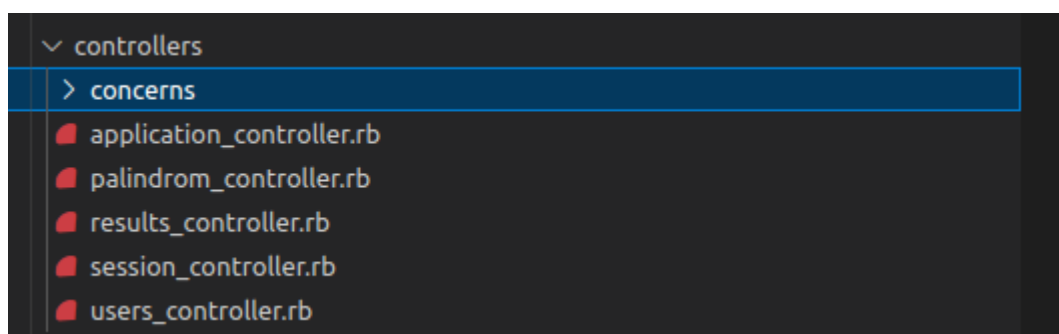 controllers
concerns
application_controller.rb
palindrom_controller.rb
results_controller.rb
session_controller.rb
users_controller.rb